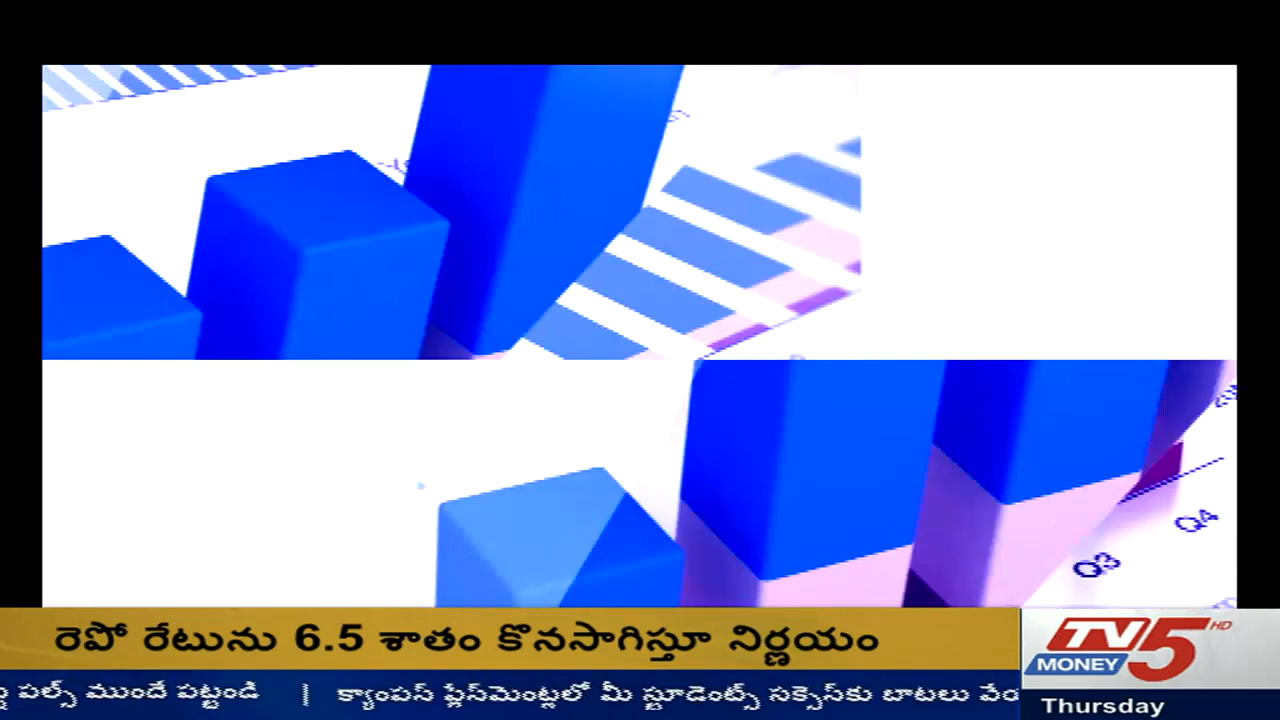 Q4
Q3
రెపో రేటును 6.5 శాతం కొనసాగిస్తూ నిర్ణయం
TV5 HD
MONEY
పల్స్ ముందే పట్టండి | క్యాంపస్ ప్లేస్‌మెంట్లలో మీ స్టూడెంట్స్ సక్సెస్‌కు బాటలు
Thursday